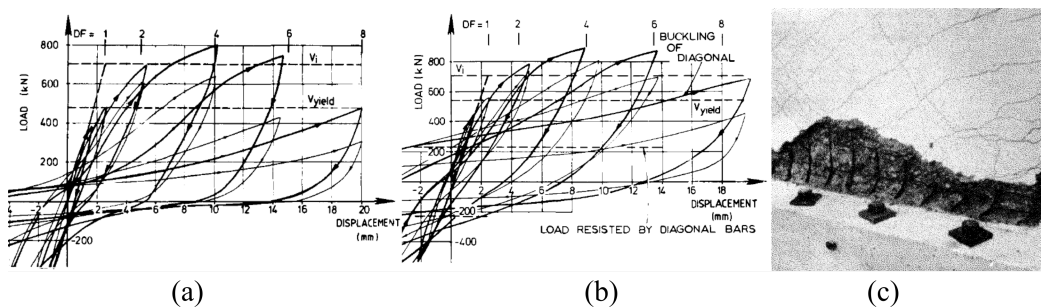 DF = 1 2 4 6 8
800
V_i
600
LOAD (kN)
V_yield
400
200
4 2 0 2 4 6 8 10 12 14 16 18 20
DISPLACEMENT
(mm)
-200
DF = 1 2 4 6 8
BUCKLING
OF
DIAGONAL
800
V_i
600
LOAD (kN)
V_yield
400
200
4 2 0 2 4 6 8 10 12 14 16 18
DISPLACEMENT
(mm)
-200
LOAD RESISTED BY DIAGONAL BARS
-400
(a) (b) (c)